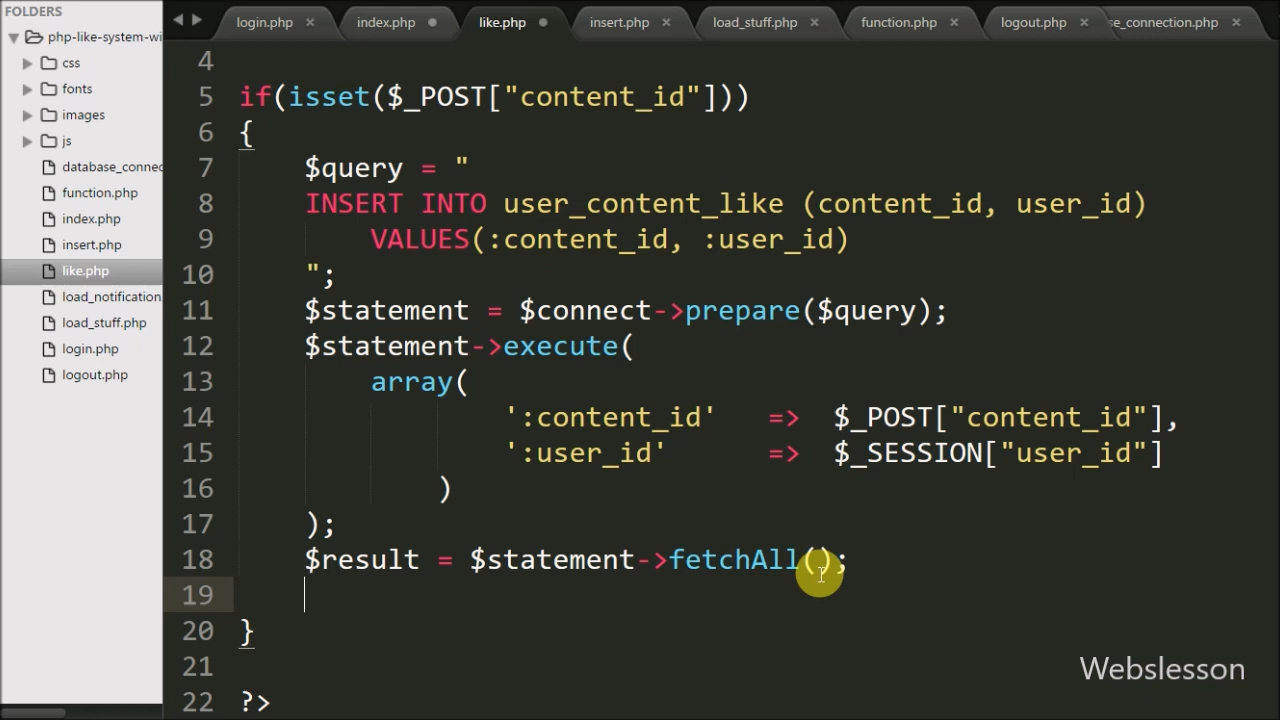 FOLDERS
php-like-system-wi
css
fonts
images
js
database_connec
function.php
index.php
insert.php
like.php
load_notification
load_stuff.php
login.php
logout.php
login.php × index.php like.php insert.php × load_stuff.php × function.php × logout.php × se_connection.php ×
4
5 if(isset($_POST["content_id"]))
6 {
7 $query = "
8 INSERT INTO user_content_like (content_id, user_id)
9 VALUES(:content_id, :user_id)
10 ";
11 $statement = $connect->prepare($query);
12 $statement->execute(
13 array(
14 ':content_id' => $_POST["content_id"],
15 ':user_id' => $_SESSION["user_id"]
16 )
17 );
18 $result = $statement->fetchAll();
19
20 }
21
22 ?>
Webslesson